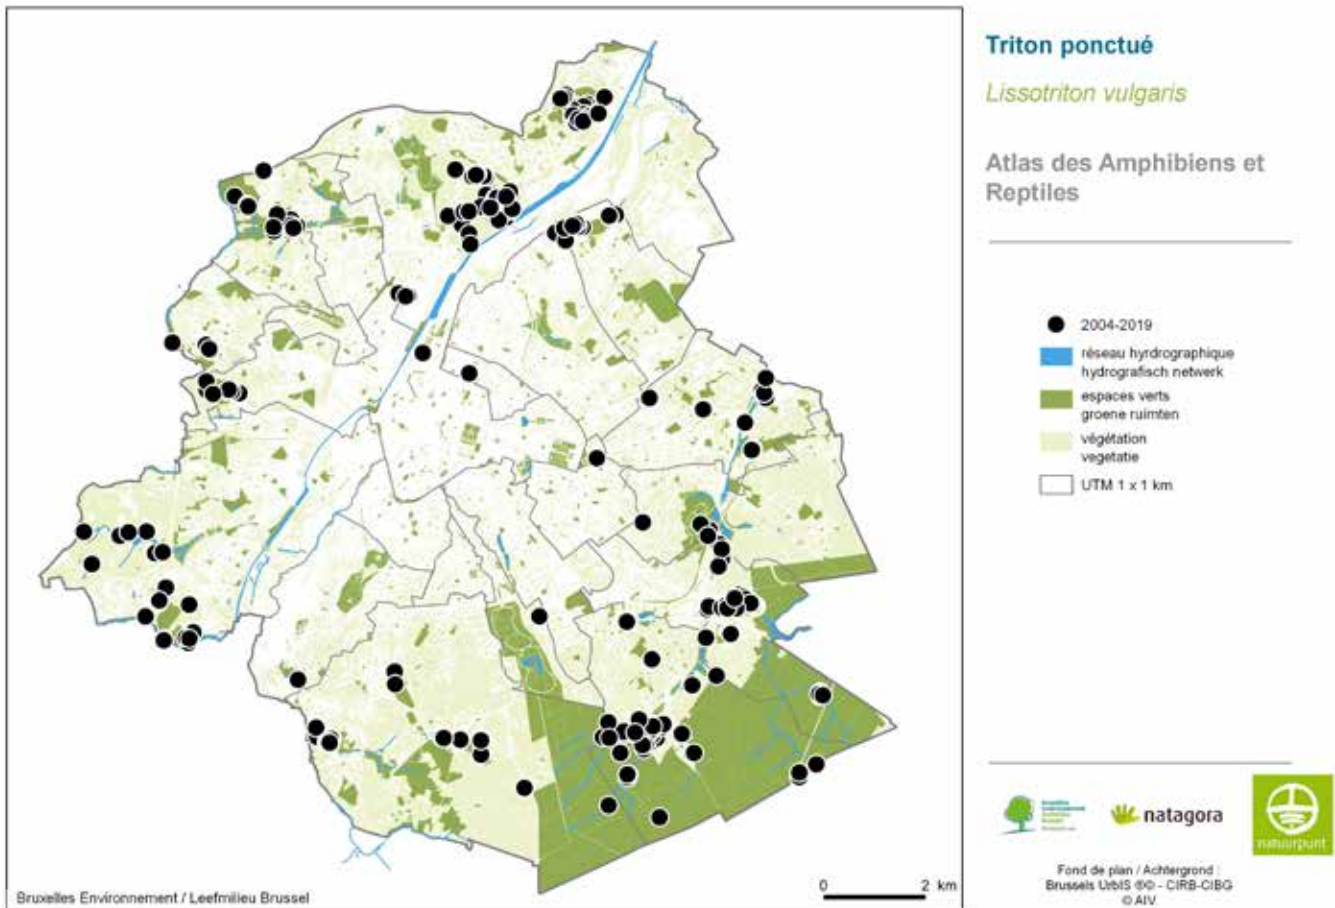 Triton ponctué
Lissotriton vulgaris
Atlas des Amphibiens et
Reptiles
2004-2019
réseau hyrdrographique
hydrografisch netwerk
espaces verts
groene ruimten
végétation
vegetatie
UTM 1 x 1 km
natagora
natuurpunt
Fond de plan / Achtergrond :
Brussels UrbIS ®© - CIRB-CIBG
© AIV
0 2 km
Bruxelles Environnement / Leefmilieu Brussel